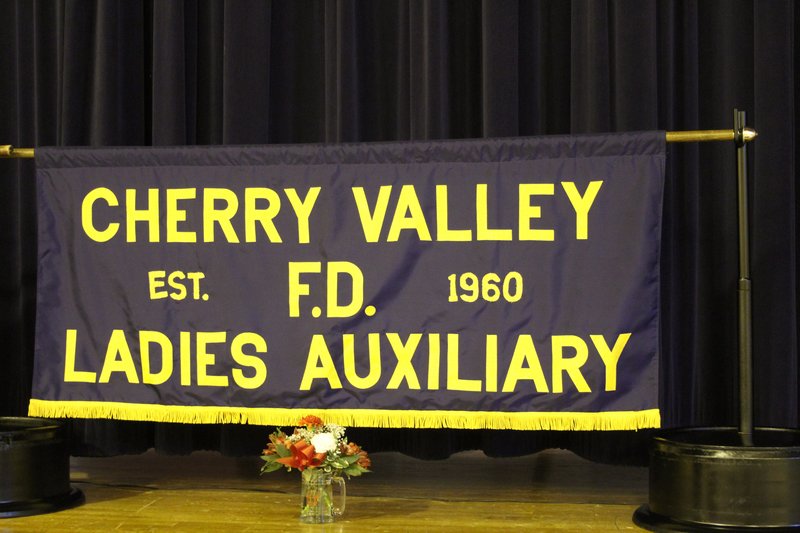 CHERRY VALLEY
EST. F.D. 1960
LADIES AUXILIARY